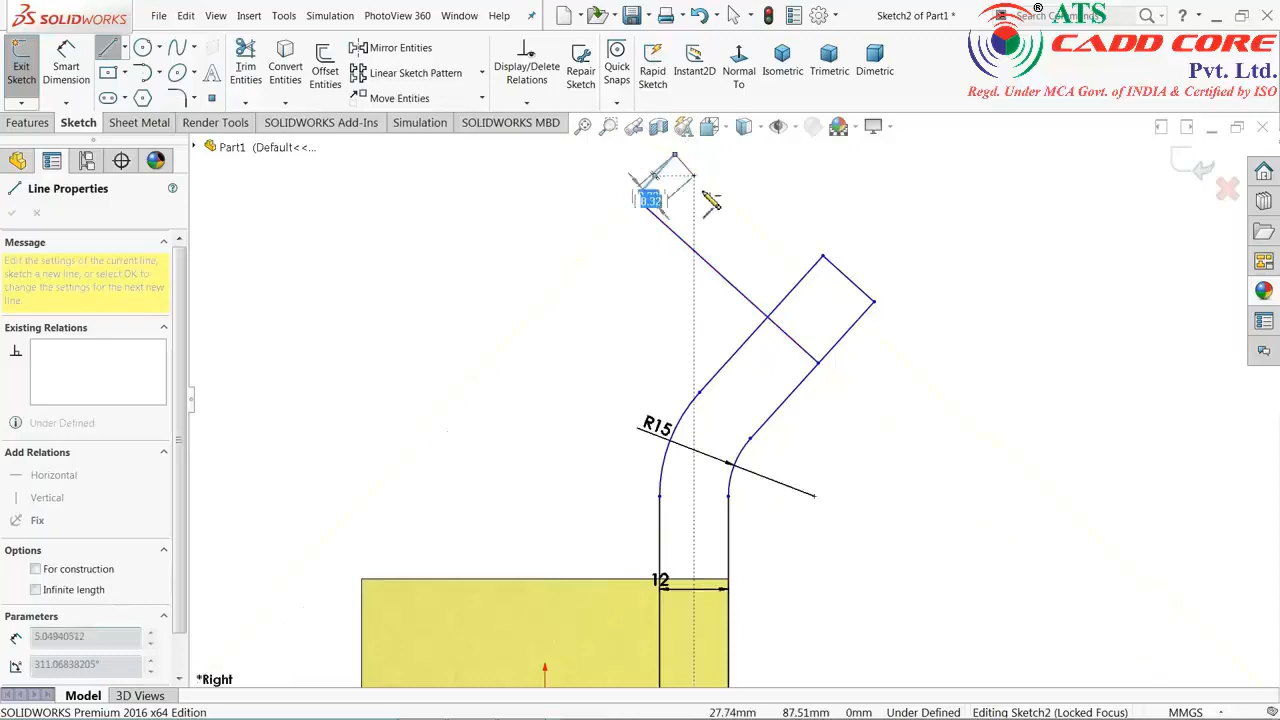 SOLIDWORKS File Edit View Insert Tools Simulation PhotoView 360 Window Help Sketch2 of Part1 *
® ATS
CADD CORE
Pvt. Ltd.
Regd. Under MCA Govt. of INDIA & Certified by ISO
Exit Sketch
Smart Dimension
Trim Entities
Convert Entities
Offset Entities
Mirror Entities
Linear Sketch Pattern
Move Entities
Display/Delete Relations
Repair Sketch
Quick Snaps
Rapid Sketch
Instant2D
Normal To
Isometric
Trimetric
Dimetric
Features Sketch Sheet Metal Render Tools SOLIDWORKS Add-Ins Simulation SOLIDWORKS MBD
Part1 (Default<<...
Line Properties
Message
Edit the settings of the current line,
sketch a new line, or select OK to
change the settings for the next new
line.
Existing Relations
Under Defined
Add Relations
Horizontal
Vertical
Fix
Options
For construction
Infinite length
Parameters
5.04940512
311.06838205°
8.32
R15
12
*Right
Model 3D Views
SOLIDWORKS Premium 2016 x64 Edition 27.74mm 87.51mm 0mm Under Defined Editing Sketch2 (Locked Focus) MMGS